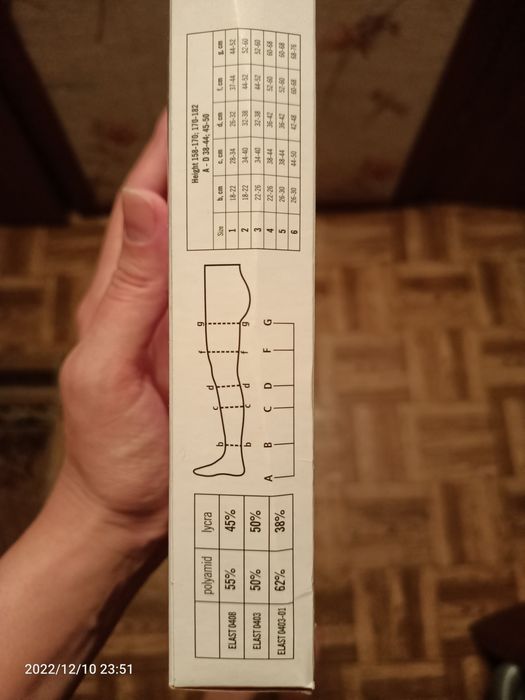 Height 158-170; 170-182
A - D 38-44; 45-50
Size b, cm c, cm d, cm f, cm g, cm
1 18-22 28-34 26-32 37-44 44-52
2 18-22 34-40 32-38 44-52 52-60
3 22-26 34-40 32-38 44-52 52-60
4 22-26 38-44 36-42 52-60 60-68
5 26-30 38-44 36-42 52-60 60-68
6 26-30 44-50 42-48 60-68 68-76
b c d f g
b c d f g
A B C D F G
polyamid lycra
ELAST 0408 55% 45%
ELAST 0403 50% 50%
ELAST 0403-01 62% 38%
2022/12/10 23:51